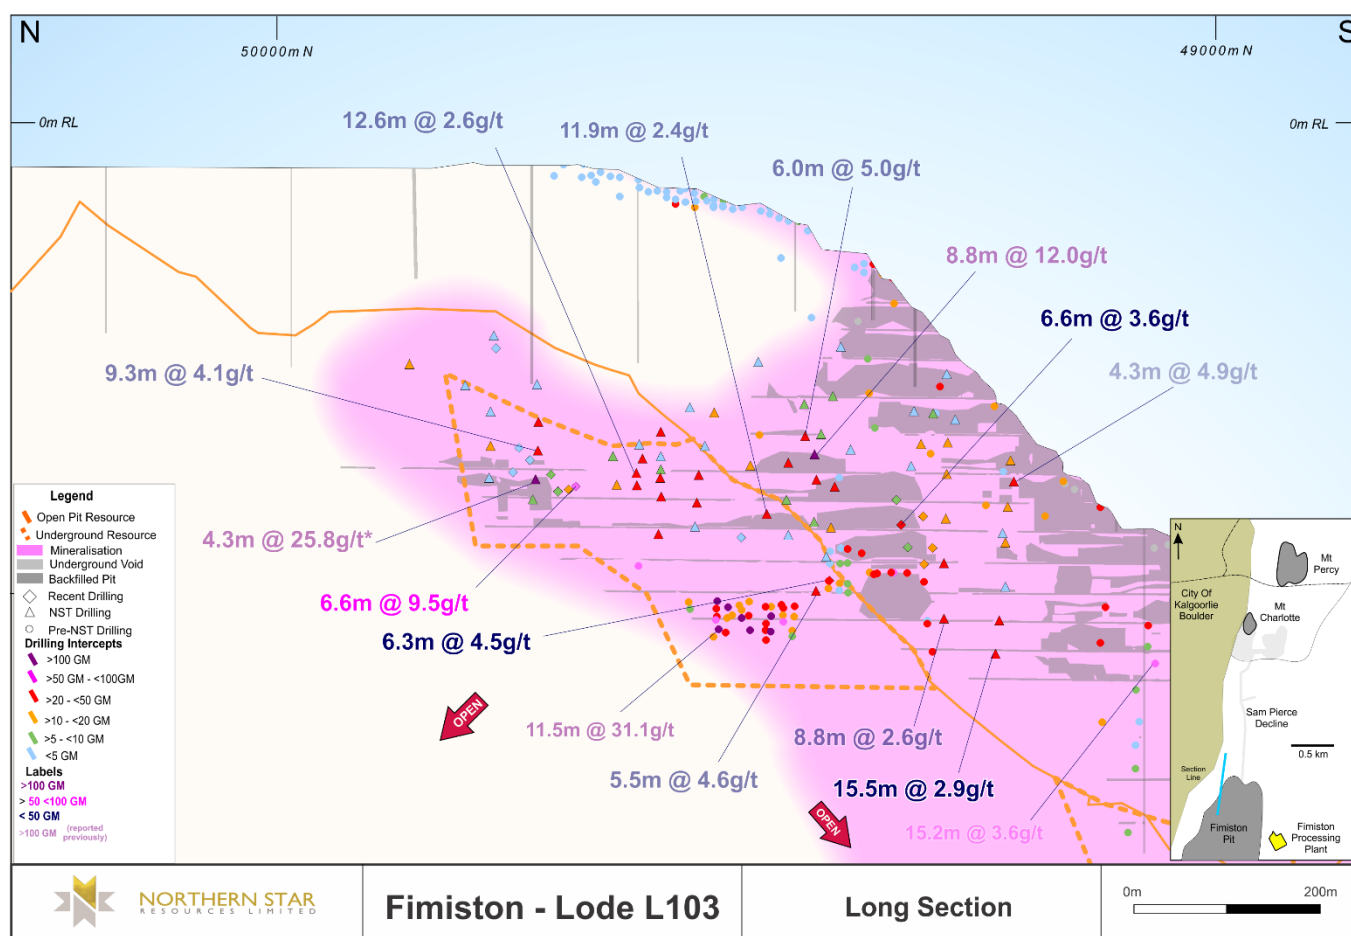 N
50000m N
49000m N
S
0m RL
0m RL
12.6m @ 2.6g/t
11.9m @ 2.4g/t
6.0m @ 5.0g/t
8.8m @ 12.0g/t
6.6m @ 3.6g/t
9.3m @ 4.1g/t
4.3m @ 4.9g/t
4.3m @ 25.8g/t*
6.6m @ 9.5g/t
6.3m @ 4.5g/t
11.5m @ 31.1g/t
5.5m @ 4.6g/t
8.8m @ 2.6g/t
15.5m @ 2.9g/t
15.2m @ 3.6g/t
OPEN
OPEN
Legend
Open Pit Resource
Underground Resource
Mineralisation
Underground Void
Backfilled Pit
Recent Drilling
NST Drilling
Pre-NST Drilling
Drilling Intercepts
>100 GM
>50 GM - <100GM
>20 - <50 GM
>10 - <20 GM
>5 - <10 GM
<5 GM
Labels
>100 GM
> 50 <100 GM
< 50 GM
>100 GM (reported previously)
N
Mt Percy
City Of Kalgoorlie Boulder
Mt Charlotte
Sam Pierce Decline
0.5 km
Section Line
Fimiston Pit
Fimiston Processing Plant
NORTHERN STAR
RESOURCES LIMITED
Fimiston - Lode L103
Long Section
0m 200m